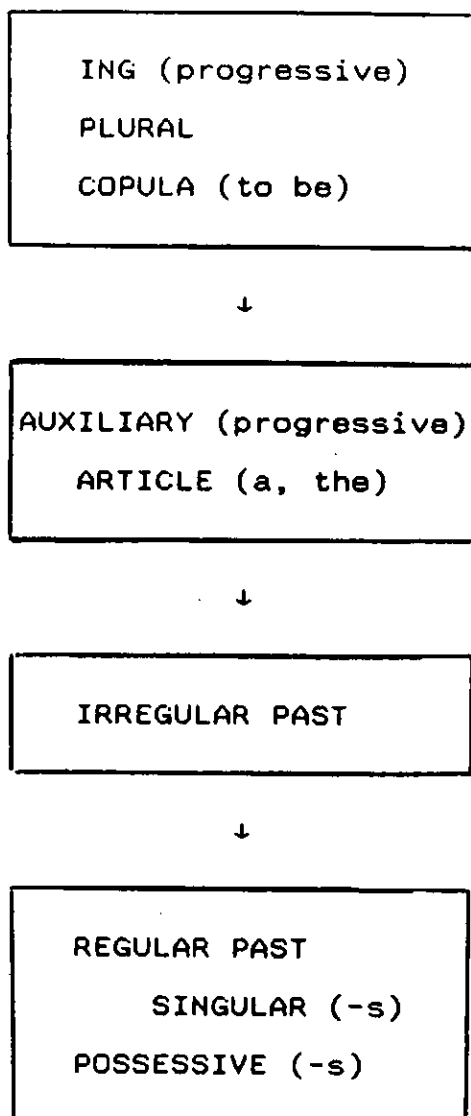 ING (progressive)
PLURAL
COPULA (to be)
↓
AUXILIARY (progressive)
ARTICLE (a, the)
↓
IRREGULAR PAST
↓
REGULAR PAST
SINGULAR (-s)
POSSESSIVE (-s)